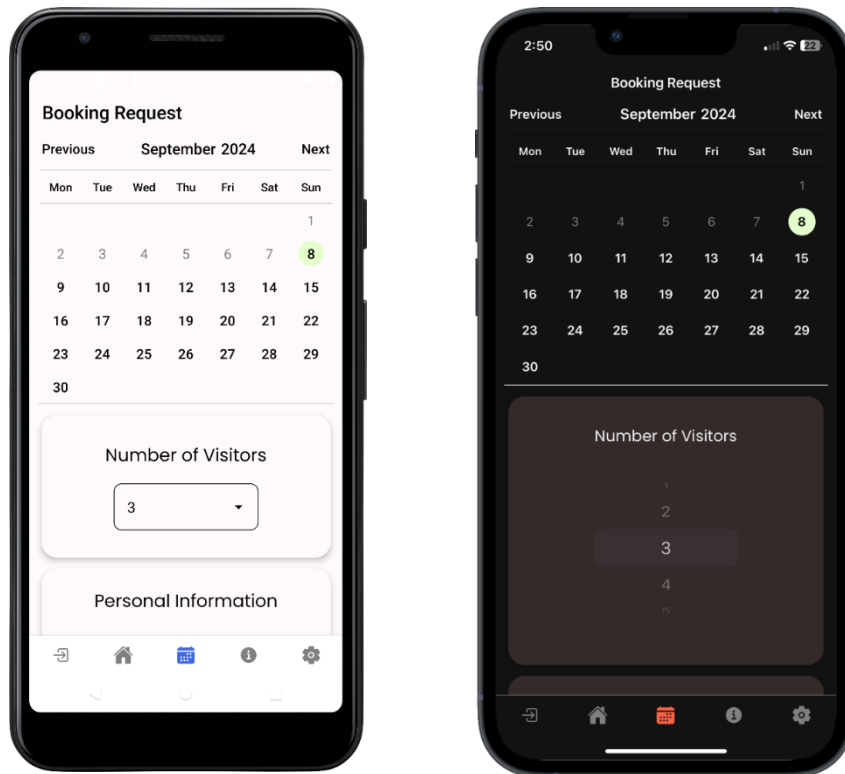 Booking Request
Previous September 2024 Next
Mon Tue Wed Thu Fri Sat Sun
1
2 3 4 5 6 7 8
9 10 11 12 13 14 15
16 17 18 19 20 21 22
23 24 25 26 27 28 29
30
Number of Visitors
3
Personal Information
2:50 22
Booking Request
Previous September 2024 Next
Mon Tue Wed Thu Fri Sat Sun
1
2 3 4 5 6 7 8
9 10 11 12 13 14 15
16 17 18 19 20 21 22
23 24 25 26 27 28 29
30
Number of Visitors
1
2
3
4
5